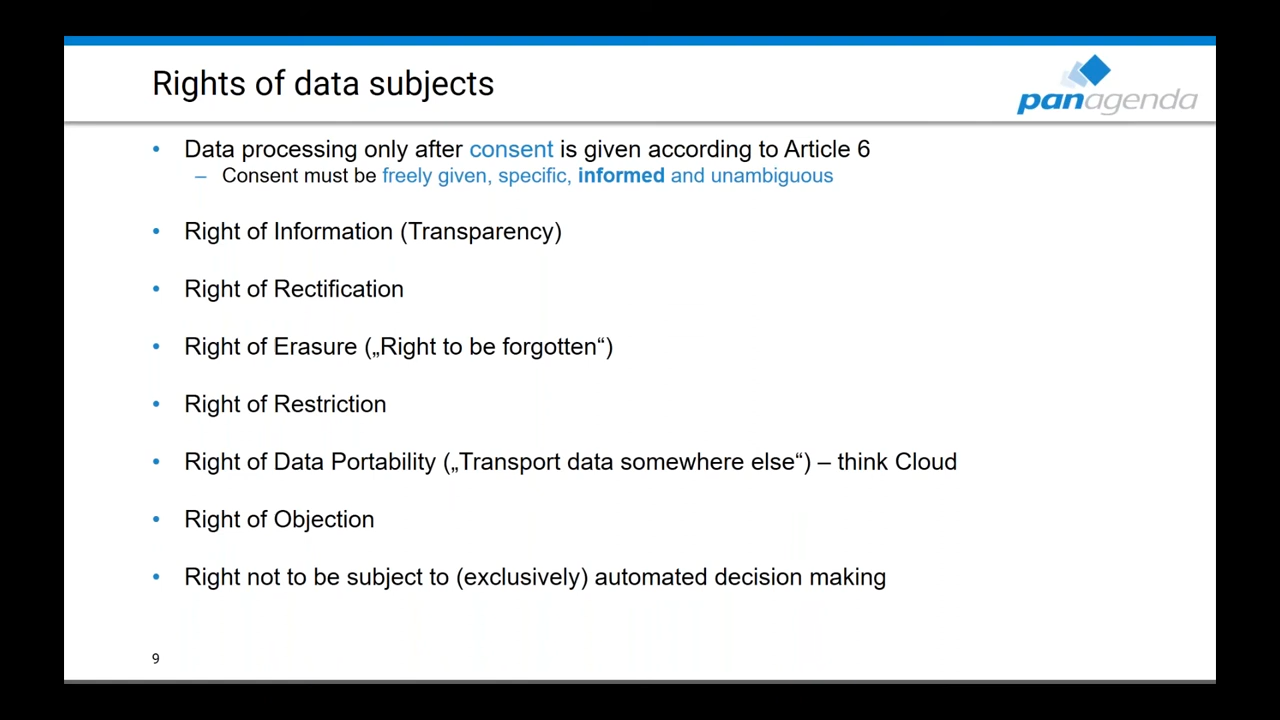 Rights of data subjects
panagenda
• Data processing only after consent is given according to Article 6
– Consent must be freely given, specific, informed and unambiguous
• Right of Information (Transparency)
• Right of Rectification
• Right of Erasure („Right to be forgotten“)
• Right of Restriction
• Right of Data Portability („Transport data somewhere else“) – think Cloud
• Right of Objection
• Right not to be subject to (exclusively) automated decision making
9